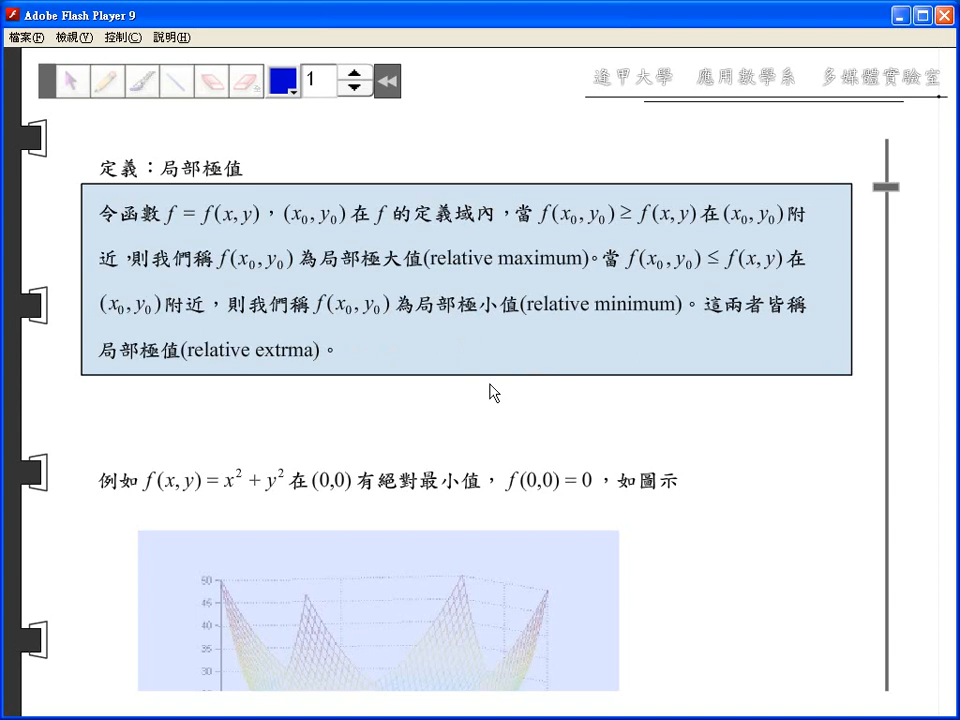 Adobe Flash Player 9
檔案(F) 檢視(V) 控制(C) 說明(H)
1
逢甲大學 應用數學系 多媒體實驗室
定義：局部極值
令函數 f = f(x, y)，(x₀, y₀) 在 f 的定義域內，當 f(x₀, y₀) ≥ f(x, y) 在 (x₀, y₀) 附
近，則我們稱 f(x₀, y₀) 為局部極大值(relative maximum)。當 f(x₀, y₀) ≤ f(x, y) 在
(x₀, y₀) 附近，則我們稱 f(x₀, y₀) 為局部極小值(relative minimum)。這兩者皆稱
局部極值(relative extrma)。
例如 f(x, y) = x² + y² 在 (0,0) 有絕對最小值， f(0,0) = 0 ，如圖示
50
45
40
35
30